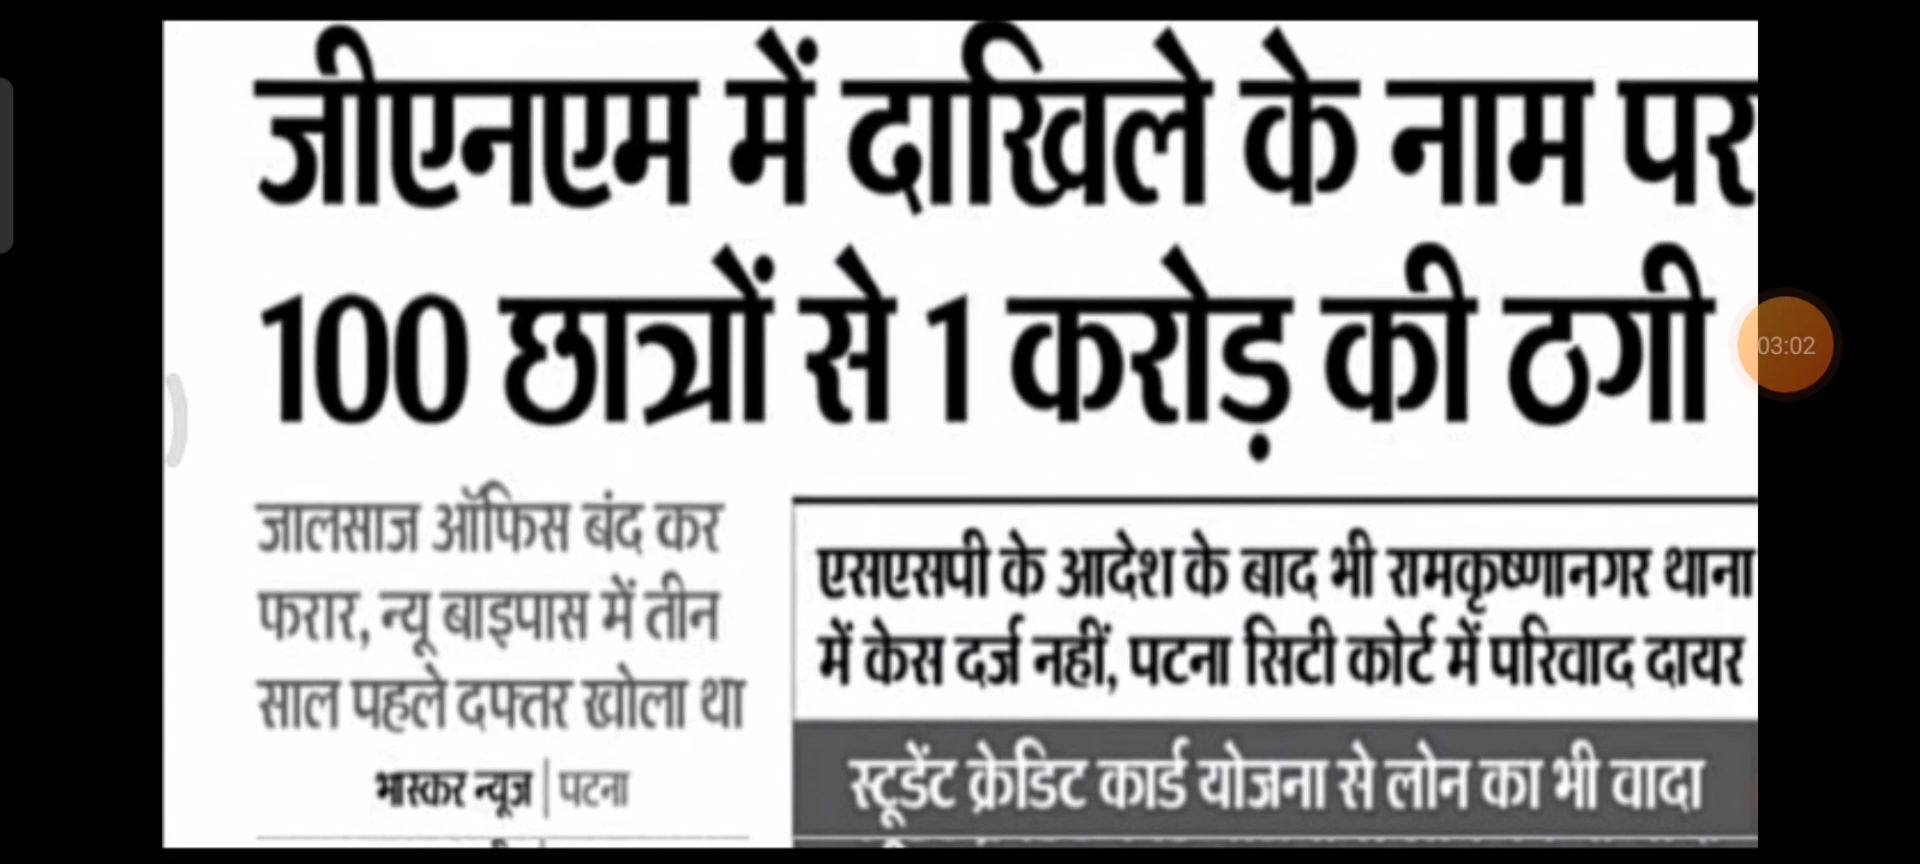 जीएनएम में दाखिले के नाम पर
100 छात्रों से 1 करोड़ की ठगी
जालसाज ऑफिस बंद कर
फरार, न्यू बाइपास में तीन
साल पहले दफ्तर खोला था
भास्कर न्यूज | पटना
एसएसपी के आदेश के बाद भी रामकृष्णानगर थाना
में केस दर्ज नहीं, पटना सिटी कोर्ट में परिवाद दायर
स्टूडेंट क्रेडिट कार्ड योजना से लोन का भी वादा
03:02